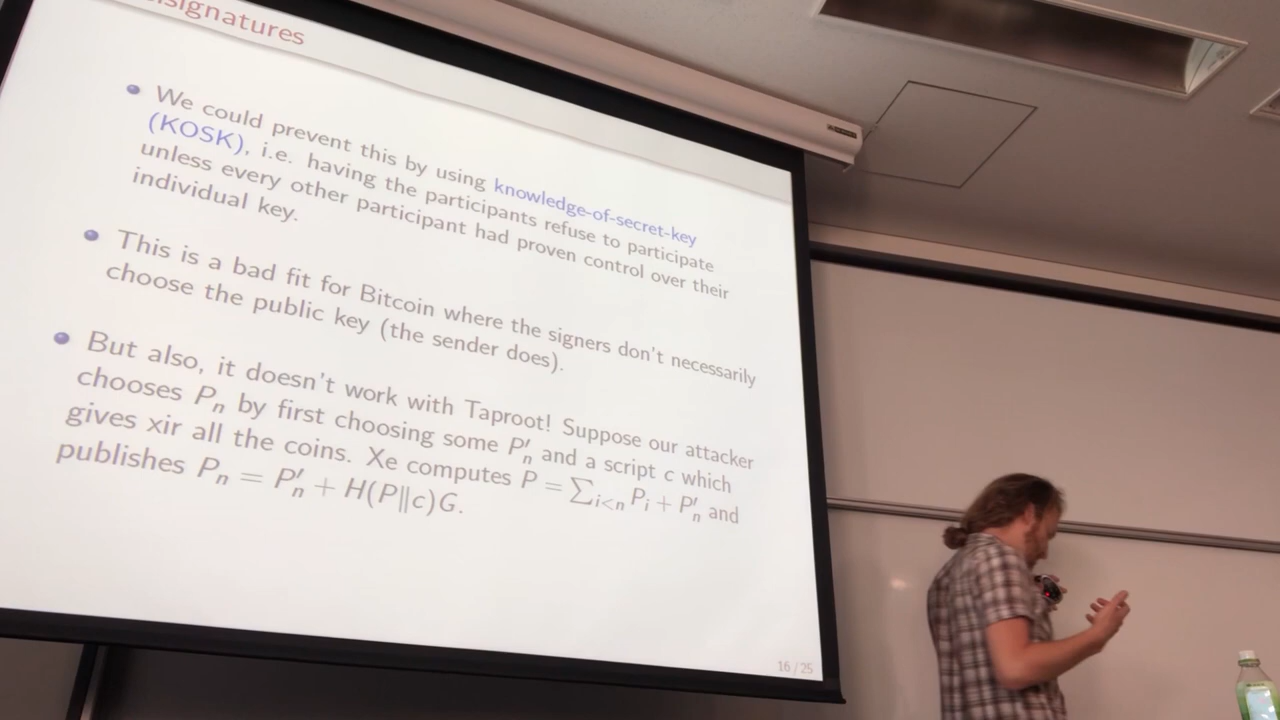 signatures
We could prevent this by using knowledge-of-secret-key
(KOSK), i.e. having the participants refuse to participate
unless every other participant had proven control over their
individual key.
This is a bad fit for Bitcoin where the signers don't necessarily
choose the public key (the sender does).
But also, it doesn't work with Taproot! Suppose our attacker
chooses Pₙ by first choosing some P′ₙ and a script c which
gives xir all the coins. Xe computes P = ∑ᵢ<ₙ Pᵢ + P′ₙ and
publishes Pₙ = P′ₙ + H(P∥c)G.
16 / 25